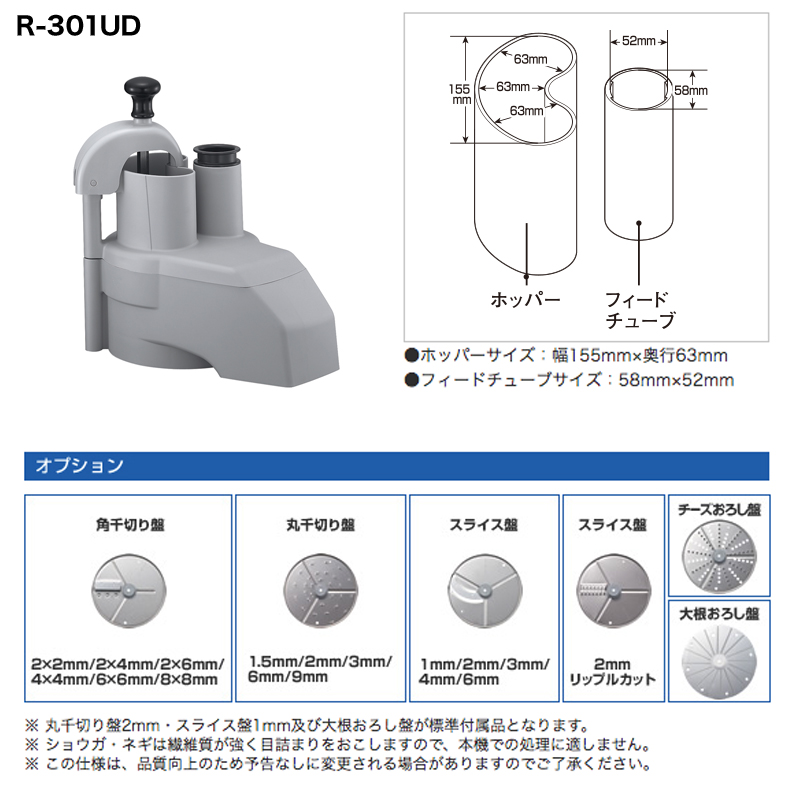 R-301UD
52mm
63mm
155mm
63mm
58mm
63mm
ホッパー
フィードチューブ
●ホッパーサイズ：幅155mm×奥行63mm
●フィードチューブサイズ：58mm×52mm
オプション
角千切り盤
2×2mm/2×4mm/2×6mm/
4×4mm/6×6mm/8×8mm
丸千切り盤
1.5mm/2mm/3mm/
6mm/9mm
スライス盤
1mm/2mm/3mm/
4mm/6mm
スライス盤
2mm
リップルカット
チーズおろし盤
大根おろし盤
※ 丸千切り盤2mm・スライス盤1mm及び大根おろし盤が標準付属品となります。
※ ショウガ・ネギは繊維質が強く目詰まりをおこしますので、本機での処理に適しません。
※ この仕様は、品質向上のため予告なしに変更される場合がありますのでご了承ください。